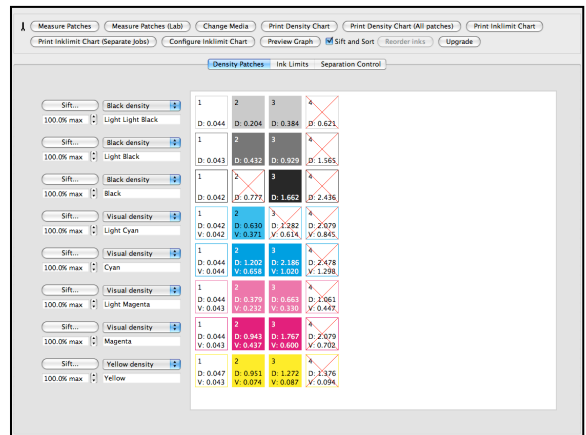 Measure Patches Measure Patches (Lab) Change Media Print Density Chart Print Density Chart (All patches) Print Inklimit Chart
Print Inklimit Chart (Separate Jobs) Configure Inklimit Chart Preview Graph Sift and Sort Reorder inks Upgrade
Density Patches Ink Limits Separation Control
Sift... Black density 1 2 3 4
100.0% max Light Light Black D: 0.044 D: 0.204 D: 0.384 D: 0.621
Sift... Black density 1 2 3 4
100.0% max Light Black D: 0.043 D: 0.432 D: 0.929 D: 1.565
Sift... Black density 1 2 3 4
100.0% max Black D: 0.042 D: 0.777 D: 1.662 D: 2.436
Sift... Visual density 1 2 3 4
D: 0.042 D: 0.630 D: 1.282 D: 2.079
100.0% max Light Cyan V: 0.042 V: 0.371 V: 0.614 V: 0.845
Sift... Visual density 1 2 3 4
D: 0.044 D: 1.202 D: 2.186 D: 2.478
100.0% max Cyan V: 0.044 V: 0.658 V: 1.020 V: 1.298
Sift... Visual density 1 2 3 4
D: 0.044 D: 0.379 D: 0.663 D: 1.061
100.0% max Light Magenta V: 0.043 V: 0.232 V: 0.330 V: 0.447
Sift... Visual density 1 2 3 4
D: 0.044 D: 0.943 D: 1.767 D: 2.079
100.0% max Magenta V: 0.043 V: 0.437 V: 0.600 V: 0.702
Sift... Yellow density 1 2 3 4
D: 0.047 D: 0.951 D: 1.272 D: 1.376
100.0% max Yellow V: 0.043 V: 0.074 V: 0.087 V: 0.094